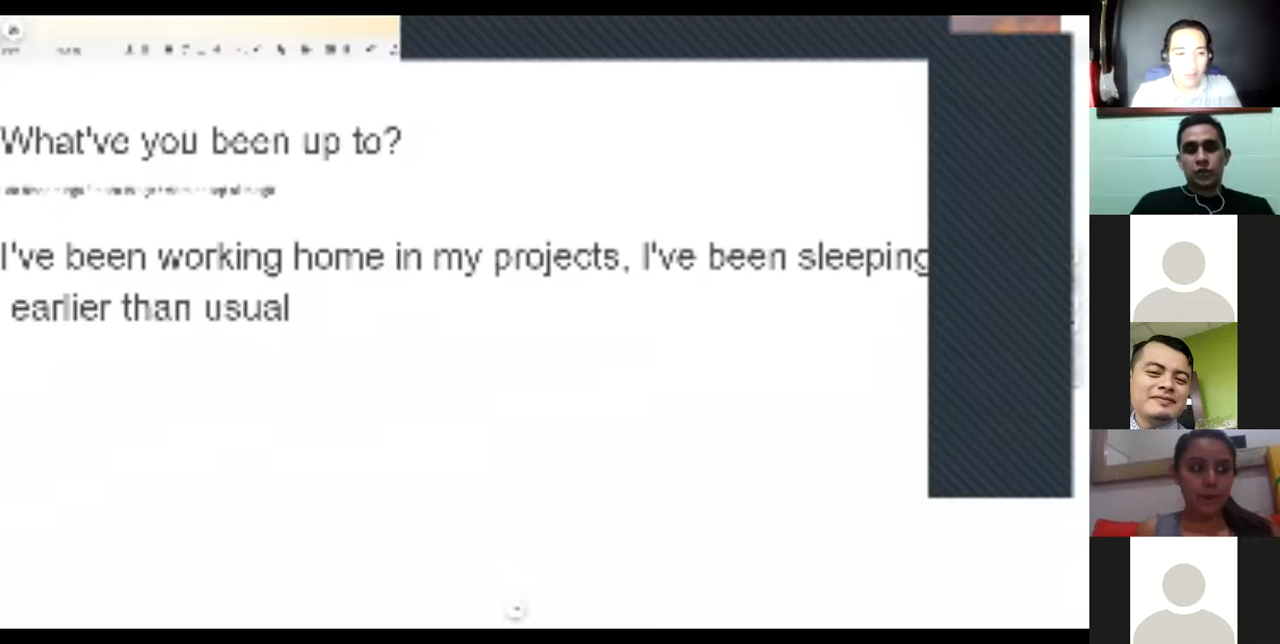 What've you been up to?
I've been working home in my projects, I've been sleeping
earlier than usual